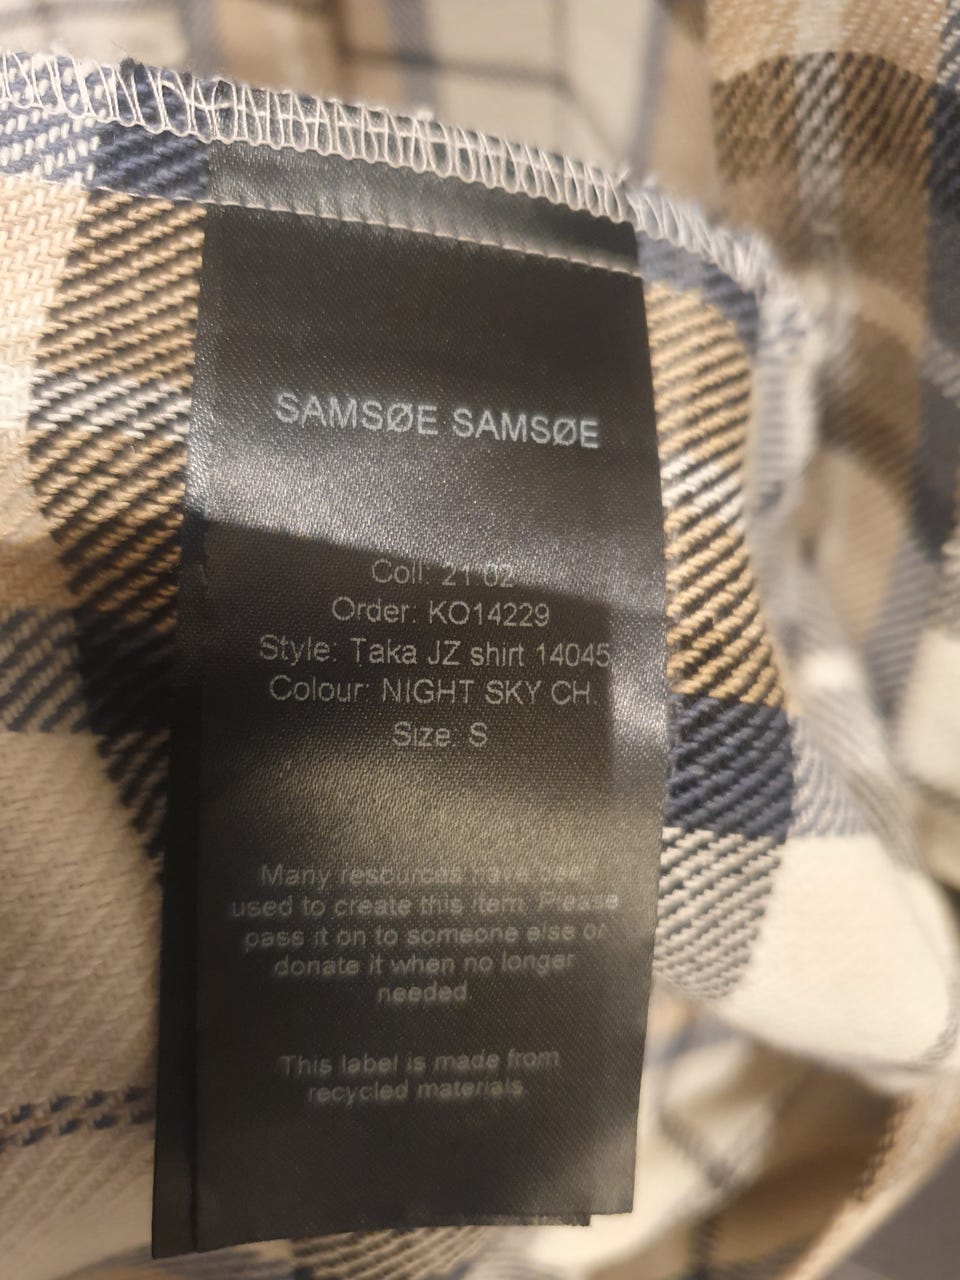 SAMSØE SAMSØE
Coll: 21.02
Order: KO14229
Style: Taka JZ shirt 14045
Colour: NIGHT SKY CH.
Size: S
Many resources have been
used to create this item. Please
pass it on to someone else or
donate it when no longer
needed.
This label is made from
recycled materials.